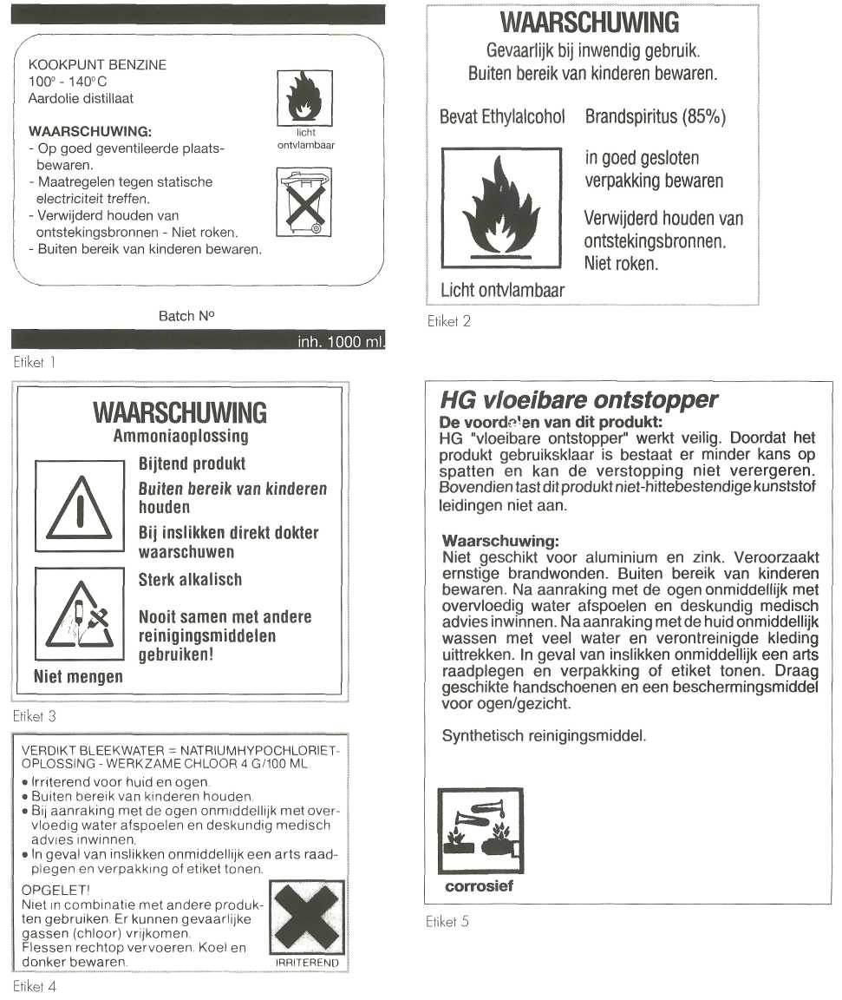 KOOKPUNT BENZINE
100º - 140ºC
Aardolie distillaat
WAARSCHUWING:
- Op goed geventileerde plaats-
bewaren.
- Maatregelen tegen statische
electriciteit treffen.
- Verwijderd houden van
ontstekingsbronnen - Niet roken.
- Buiten bereik van kinderen bewaren.
licht
ontvlambaar
Batch Nº
inh. 1000 ml.
Etiket 1
WAARSCHUWING
Gevaarlijk bij inwendig gebruik.
Buiten bereik van kinderen bewaren.
Bevat Ethylalcohol Brandspiritus (85%)
in goed gesloten
verpakking bewaren
Verwijderd houden van
ontstekingsbronnen.
Niet roken.
Licht ontvlambaar
Etiket 2
WAARSCHUWING
Ammoniaoplossing
Bijtend produkt
Buiten bereik van kinderen
houden
Bij inslikken direkt dokter
waarschuwen
Sterk alkalisch
Nooit samen met andere
reinigingsmiddelen
gebruiken!
Niet mengen
Etiket 3
VERDIKT BLEEKWATER = NATRIUMHYPOCHLORIET-
OPLOSSING - WERKZAME CHLOOR 4 G/100 ML.
• Irriterend voor huid en ogen.
• Buiten bereik van kinderen houden.
• Bij aanraking met de ogen onmiddellijk met over-
vloedig water afspoelen en deskundig medisch
advies inwinnen.
• In geval van inslikken onmiddellijk een arts raad-
plegen en verpakking of etiket tonen.
OPGELET!
Niet in combinatie met andere produk-
ten gebruiken. Er kunnen gevaarlijke
gassen (chloor) vrijkomen.
Flessen rechtop vervoeren. Koel en
donker bewaren.
IRRITEREND
Etiket 4
HG vloeibare ontstopper
De voordelen van dit produkt:
HG "vloeibare ontstopper" werkt veilig. Doordat het
produkt gebruiksklaar is bestaat er minder kans op
spatten en kan de verstopping niet verergeren.
Bovendien tast dit produkt niet-hittebestendige kunststof
leidingen niet aan.
Waarschuwing:
Niet geschikt voor aluminium en zink. Veroorzaakt
ernstige brandwonden. Buiten bereik van kinderen
bewaren. Na aanraking met de ogen onmiddellijk met
overvloedig water afspoelen en deskundig medisch
advies inwinnen. Na aanraking met de huid onmiddellijk
wassen met veel water en verontreinigde kleding
uittrekken. In geval van inslikken onmiddellijk een arts
raadplegen en verpakking of etiket tonen. Draag
geschikte handschoenen en een beschermingsmiddel
voor ogen/gezicht.
Synthetisch reinigingsmiddel.
corrosief
Etiket 5